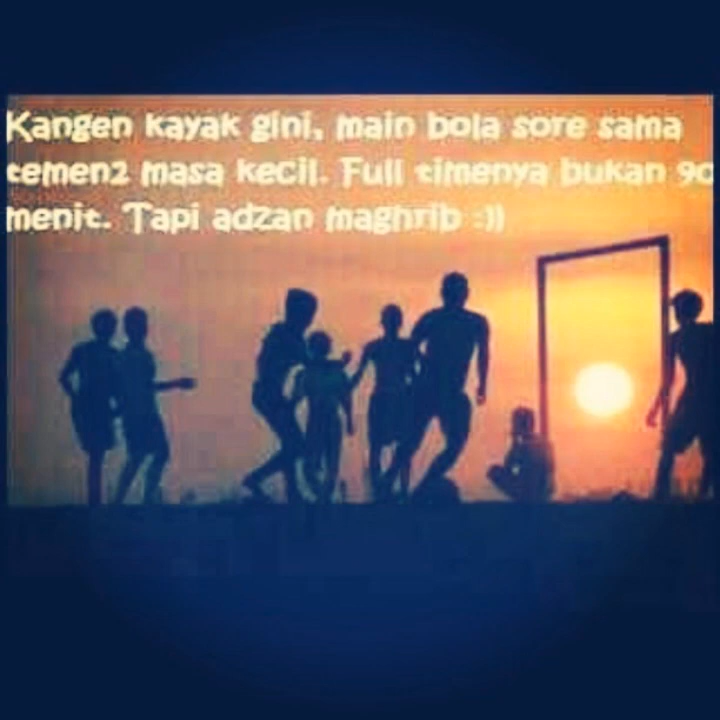 Kangen kayak gini, main bola sore sama
temen2 masa kecil. Full timenya bukan 90
menit. Tapi adzan maghrib :))